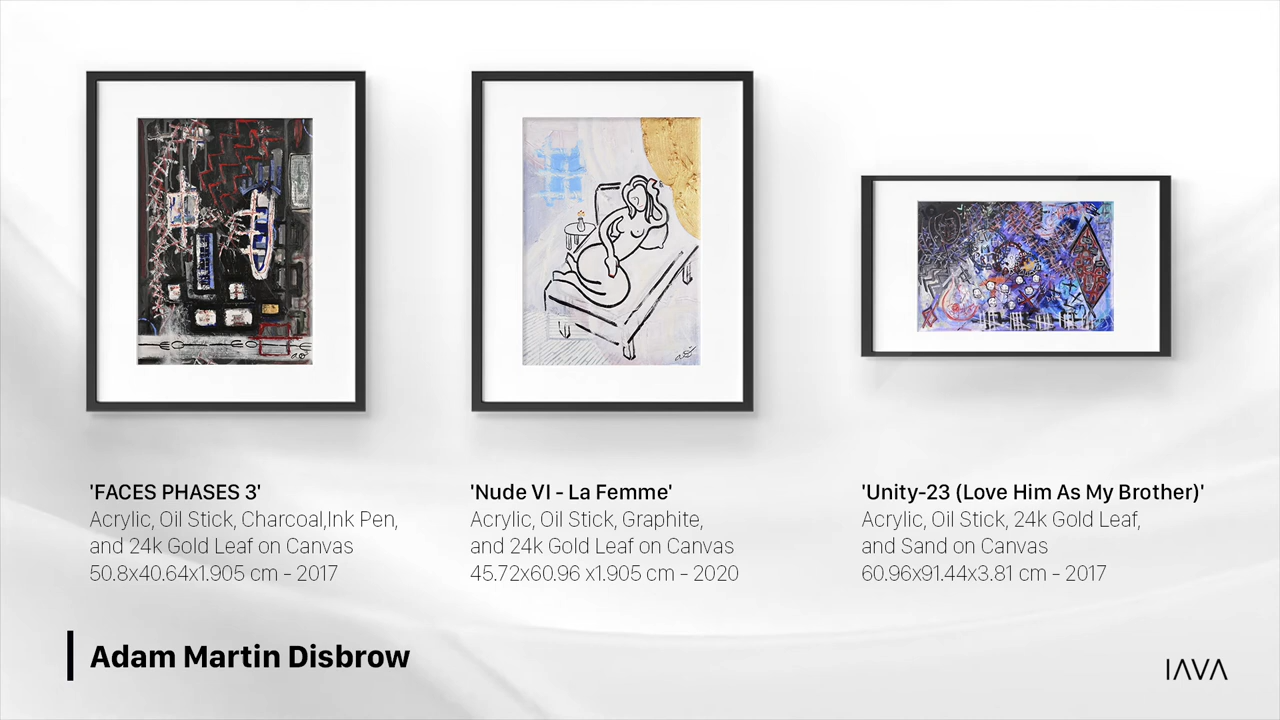 'FACES PHASES 3'
Acrylic, Oil Stick, Charcoal,Ink Pen,
and 24k Gold Leaf on Canvas
50.8x40.64x1.905 cm - 2017
'Nude VI - La Femme'
Acrylic, Oil Stick, Graphite,
and 24k Gold Leaf on Canvas
45.72x60.96 x1.905 cm - 2020
'Unity-23 (Love Him As My Brother)'
Acrylic, Oil Stick, 24k Gold Leaf,
and Sand on Canvas
60.96x91.44x3.81 cm - 2017
Adam Martin Disbrow
IAVA